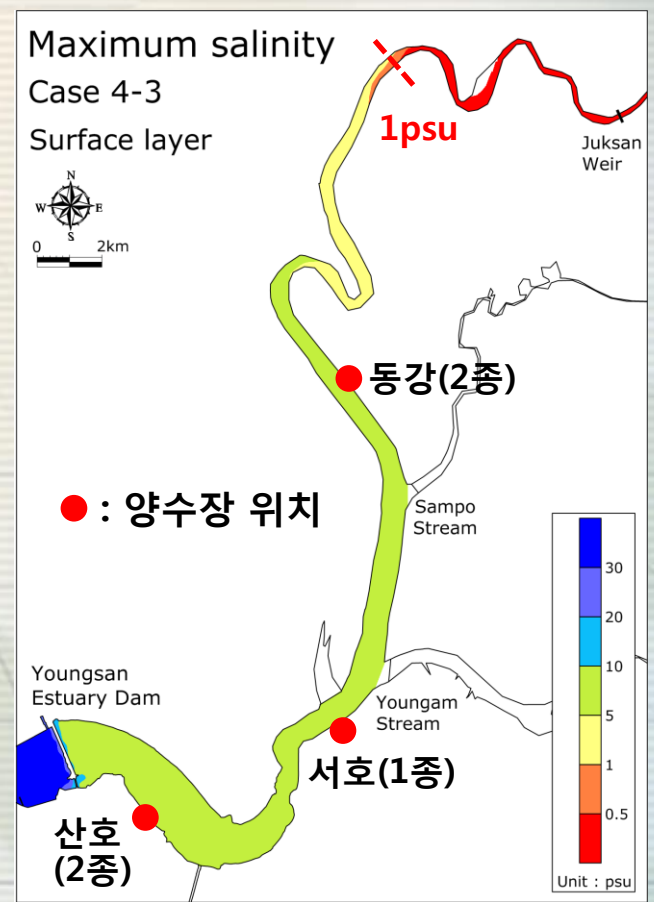 Maximum salinity
Case 4-3
Surface layer
N
W E
S
0 2km
1psu
Juksan
Weir
동강(2종)
: 양수장 위치
Sampo
Stream
30
20
10
5
1
0.5
Unit : psu
Youngsan
Estuary Dam
Youngam
Stream
서호(1종)
산호
(2종)